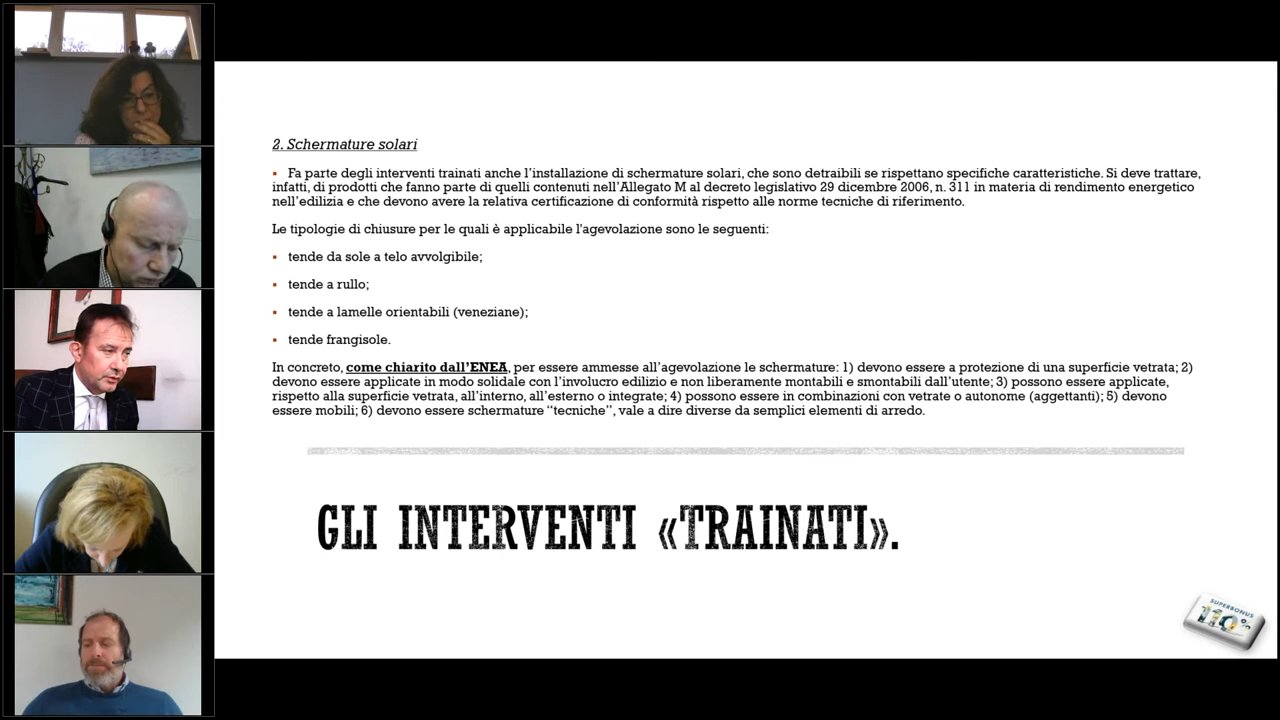 2. Schermature solari
▪ Fa parte degli interventi trainati anche l'installazione di schermature solari, che sono detraibili se rispettano specifiche caratteristiche. Si deve trattare,
infatti, di prodotti che fanno parte di quelli contenuti nell'Allegato M al decreto legislativo 29 dicembre 2006, n. 311 in materia di rendimento energetico
nell'edilizia e che devono avere la relativa certificazione di conformità rispetto alle norme tecniche di riferimento.
Le tipologie di chiusure per le quali è applicabile l'agevolazione sono le seguenti:
▪ tende da sole a telo avvolgibile;
▪ tende a rullo;
▪ tende a lamelle orientabili (veneziane);
▪ tende frangisole.
In concreto, come chiarito dall'ENEA, per essere ammesse all'agevolazione le schermature: 1) devono essere a protezione di una superficie vetrata; 2)
devono essere applicate in modo solidale con l'involucro edilizio e non liberamente montabili e smontabili dall'utente; 3) possono essere applicate,
rispetto alla superficie vetrata, all'interno, all'esterno o integrate; 4) possono essere in combinazioni con vetrate o autonome (aggettanti); 5) devono
essere mobili; 6) devono essere schermature “tecniche”, vale a dire diverse da semplici elementi di arredo.
GLI INTERVENTI «TRAINATI».
SUPERBONUS
110%